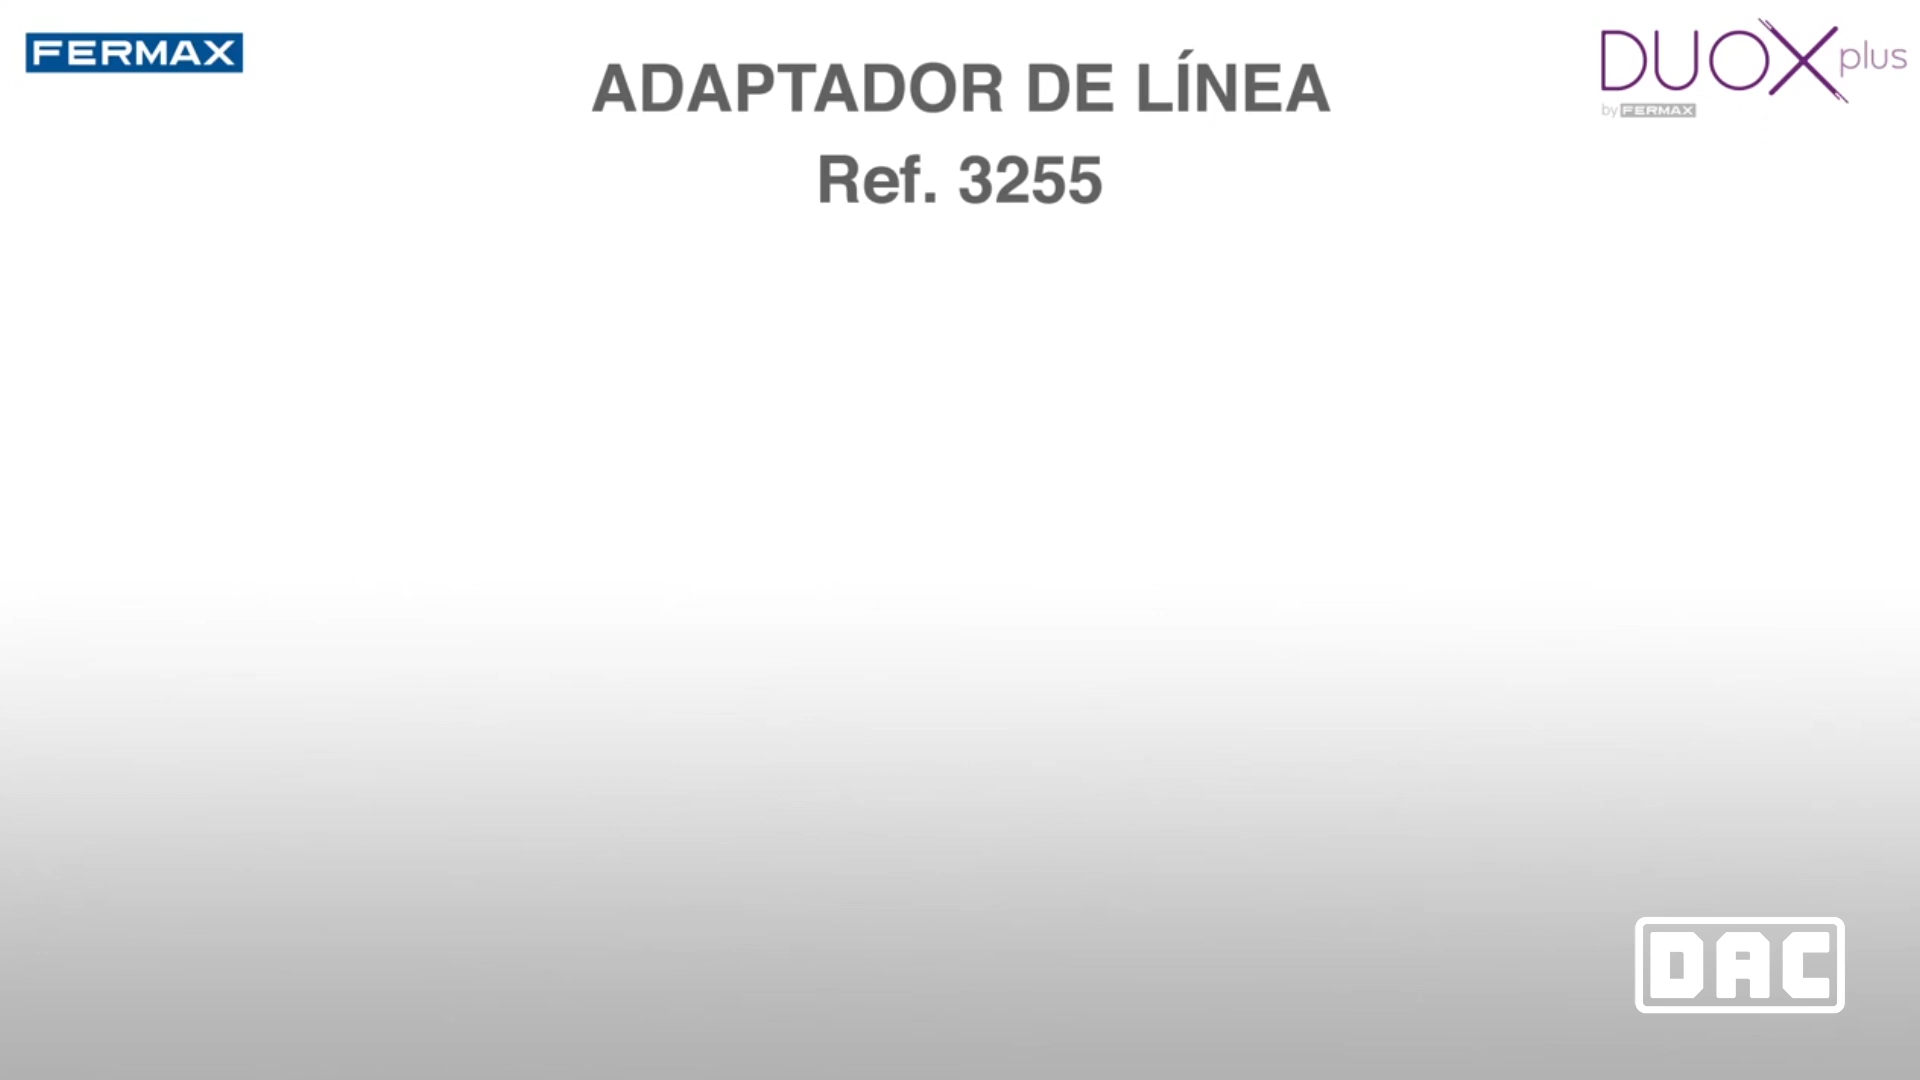 FERMAX
ADAPTADOR DE LÍNEA
Ref. 3255
DUOX plus
by FERMAX
DAC